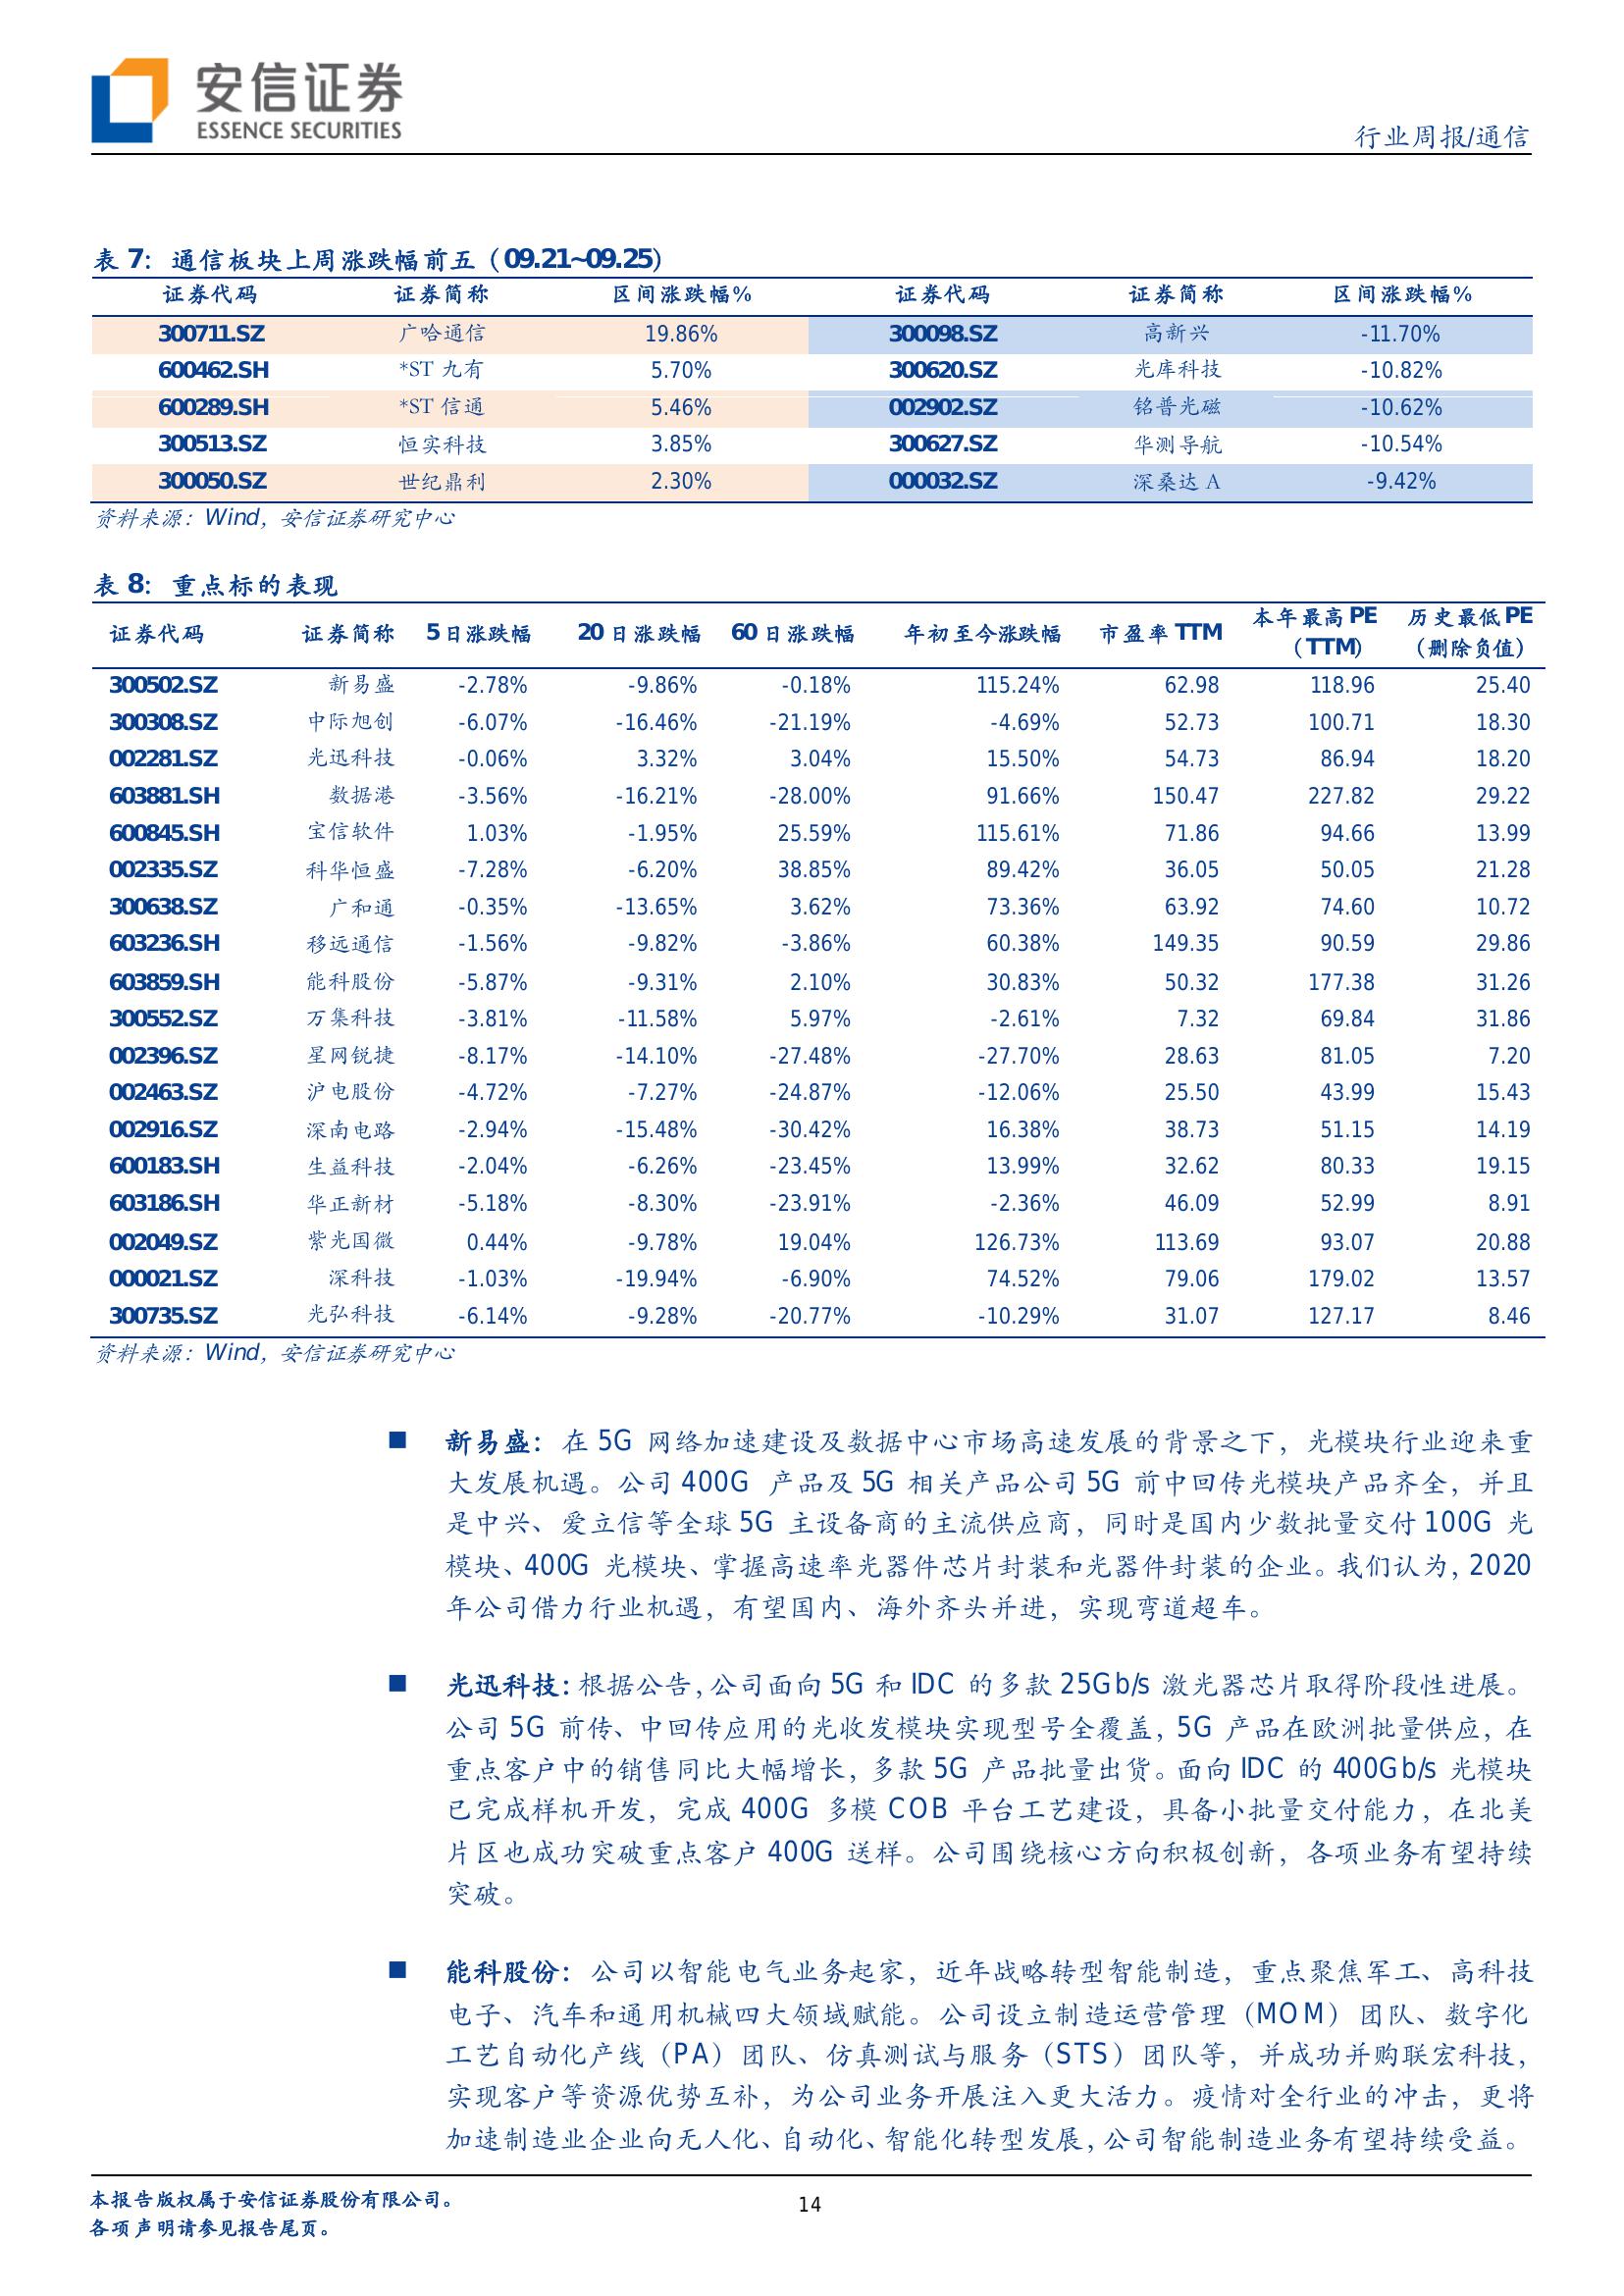 安信证券
ESSENCE SECURITIES
行业周报/通信
表 7：通信板块上周涨跌幅前五（09.21~09.25）
证券代码 证券简称 区间涨跌幅% 证券代码 证券简称 区间涨跌幅%
300711.SZ 广哈通信 19.86% 300098.SZ 高新兴 -11.70%
600462.SH *ST 九有 5.70% 300620.SZ 光库科技 -10.82%
600289.SH *ST 信通 5.46% 002902.SZ 铭普光磁 -10.62%
300513.SZ 恒实科技 3.85% 300627.SZ 华测导航 -10.54%
300050.SZ 世纪鼎利 2.30% 000032.SZ 深桑达 A -9.42%
资料来源：Wind，安信证券研究中心
表 8：重点标的表现
证券代码 证券简称 5 日涨跌幅 20 日涨跌幅 60 日涨跌幅 年初至今涨跌幅 市盈率 TTM 本年最高 PE（TTM） 历史最低 PE（删除负值）
300502.SZ 新易盛 -2.78% -9.86% -0.18% 115.24% 62.98 118.96 25.40
300308.SZ 中际旭创 -6.07% -16.46% -21.19% -4.69% 52.73 100.71 18.30
002281.SZ 光迅科技 -0.06% 3.32% 3.04% 15.50% 54.73 86.94 18.20
603881.SH 数据港 -3.56% -16.21% -28.00% 91.66% 150.47 227.82 29.22
600845.SH 宝信软件 1.03% -1.95% 25.59% 115.61% 71.86 94.66 13.99
002335.SZ 科华恒盛 -7.28% -6.20% 38.85% 89.42% 36.05 50.05 21.28
300638.SZ 广和通 -0.35% -13.65% 3.62% 73.36% 63.92 74.60 10.72
603236.SH 移远通信 -1.56% -9.82% -3.86% 60.38% 149.35 90.59 29.86
603859.SH 能科股份 -5.87% -9.31% 2.10% 30.83% 50.32 177.38 31.26
300552.SZ 万集科技 -3.81% -11.58% 5.97% -2.61% 7.32 69.84 31.86
002396.SZ 星网锐捷 -8.17% -14.10% -27.48% -27.70% 28.63 81.05 7.20
002463.SZ 沪电股份 -4.72% -7.27% -24.87% -12.06% 25.50 43.99 15.43
002916.SZ 深南电路 -2.94% -15.48% -30.42% 16.38% 38.73 51.15 14.19
600183.SH 生益科技 -2.04% -6.26% -23.45% 13.99% 32.62 80.33 19.15
603186.SH 华正新材 -5.18% -8.30% -23.91% -2.36% 46.09 52.99 8.91
002049.SZ 紫光国微 0.44% -9.78% 19.04% 126.73% 113.69 93.07 20.88
000021.SZ 深科技 -1.03% -19.94% -6.90% 74.52% 79.06 179.02 13.57
300735.SZ 光弘科技 -6.14% -9.28% -20.77% -10.29% 31.07 127.17 8.46
资料来源：Wind，安信证券研究中心
■ 新易盛：在 5G 网络加速建设及数据中心市场高速发展的背景之下，光模块行业迎来重
大发展机遇。公司 400G 产品及 5G 相关产品公司 5G 前中回传光模块产品齐全，并且
是中兴、爱立信等全球 5G 主设备商的主流供应商，同时是国内少数批量交付 100G 光
模块、400G 光模块、掌握高速率光器件芯片封装和光器件封装的企业。我们认为，2020
年公司借力行业机遇，有望国内、海外齐头并进，实现弯道超车。
■ 光迅科技：根据公告，公司面向 5G 和 IDC 的多款 25Gb/s 激光器芯片取得阶段性进展。
公司 5G 前传、中回传应用的光收发模块实现型号全覆盖，5G 产品在欧洲批量供应，在
重点客户中的销售同比大幅增长，多款 5G 产品批量出货。面向 IDC 的 400Gb/s 光模块
已完成样机开发，完成 400G 多模 COB 平台工艺建设，具备小批量交付能力，在北美
片区也成功突破重点客户 400G 送样。公司围绕核心方向积极创新，各项业务有望持续
突破。
■ 能科股份：公司以智能电气业务起家，近年战略转型智能制造，重点聚焦军工、高科技
电子、汽车和通用机械四大领域赋能。公司设立制造运营管理（MOM）团队、数字化
工艺自动化产线（PA）团队、仿真测试与服务（STS）团队等，并成功并购联宏科技，
实现客户等资源优势互补，为公司业务开展注入更大活力。疫情对全行业的冲击，更将
加速制造业企业向无人化、自动化、智能化转型发展，公司智能制造业务有望持续受益。
本报告版权属于安信证券股份有限公司。
各项声明请参见报告尾页。
14